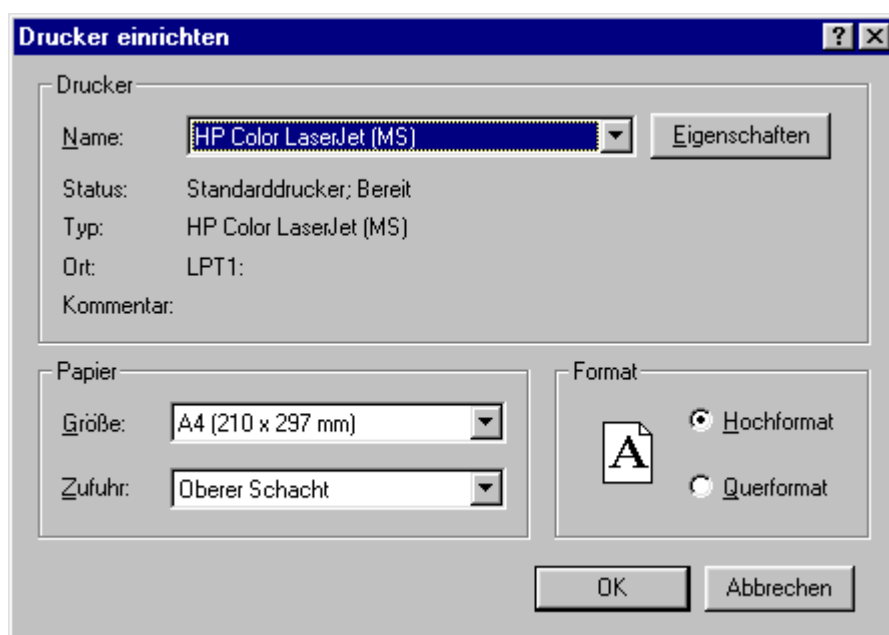 Drucker einrichten
Drucker
Name: HP Color LaserJet (MS) Eigenschaften
Status: Standarddrucker; Bereit
Typ: HP Color LaserJet (MS)
Ort: LPT1:
Kommentar:
Papier
Größe: A4 (210 x 297 mm)
Zufuhr: Oberer Schacht
Format
A
Hochformat
Querformat
OK Abbrechen